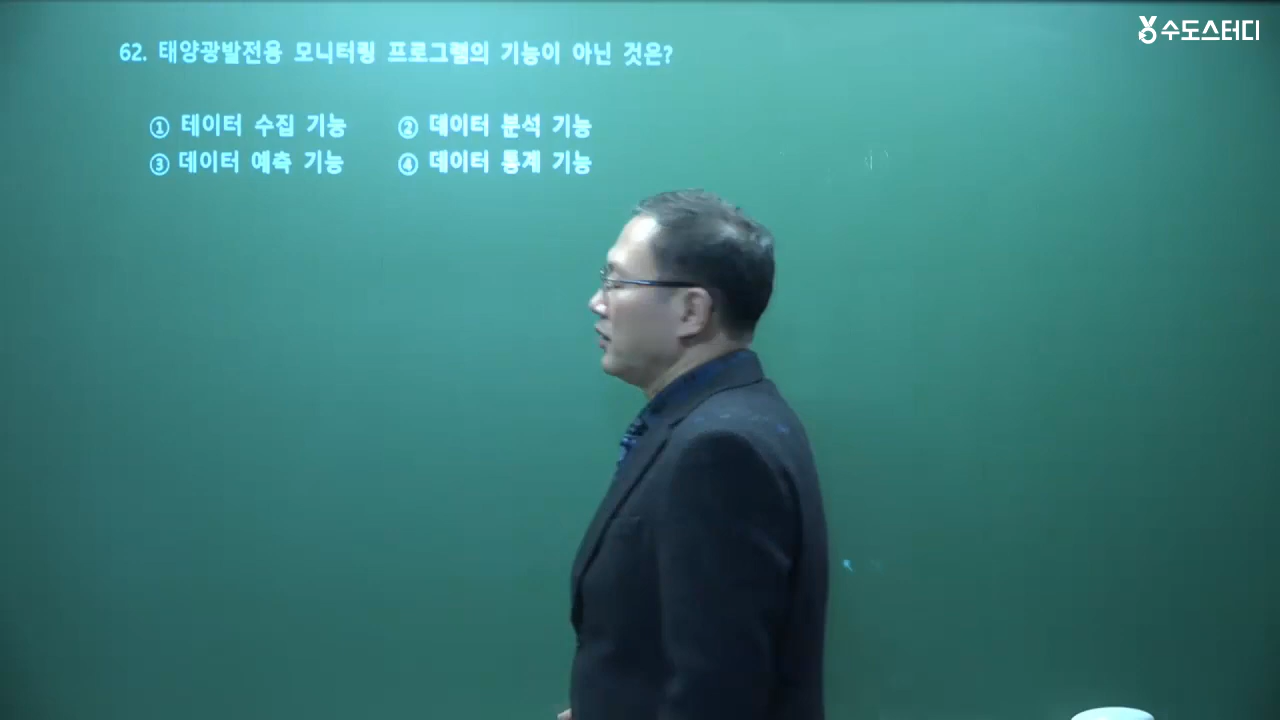 수도스터디
62. 태양광발전용 모니터링 프로그램의 기능이 아닌 것은?
① 테이터 수집 기능 ② 데이터 분석 기능
③ 데이터 예측 기능 ④ 데이터 통계 기능